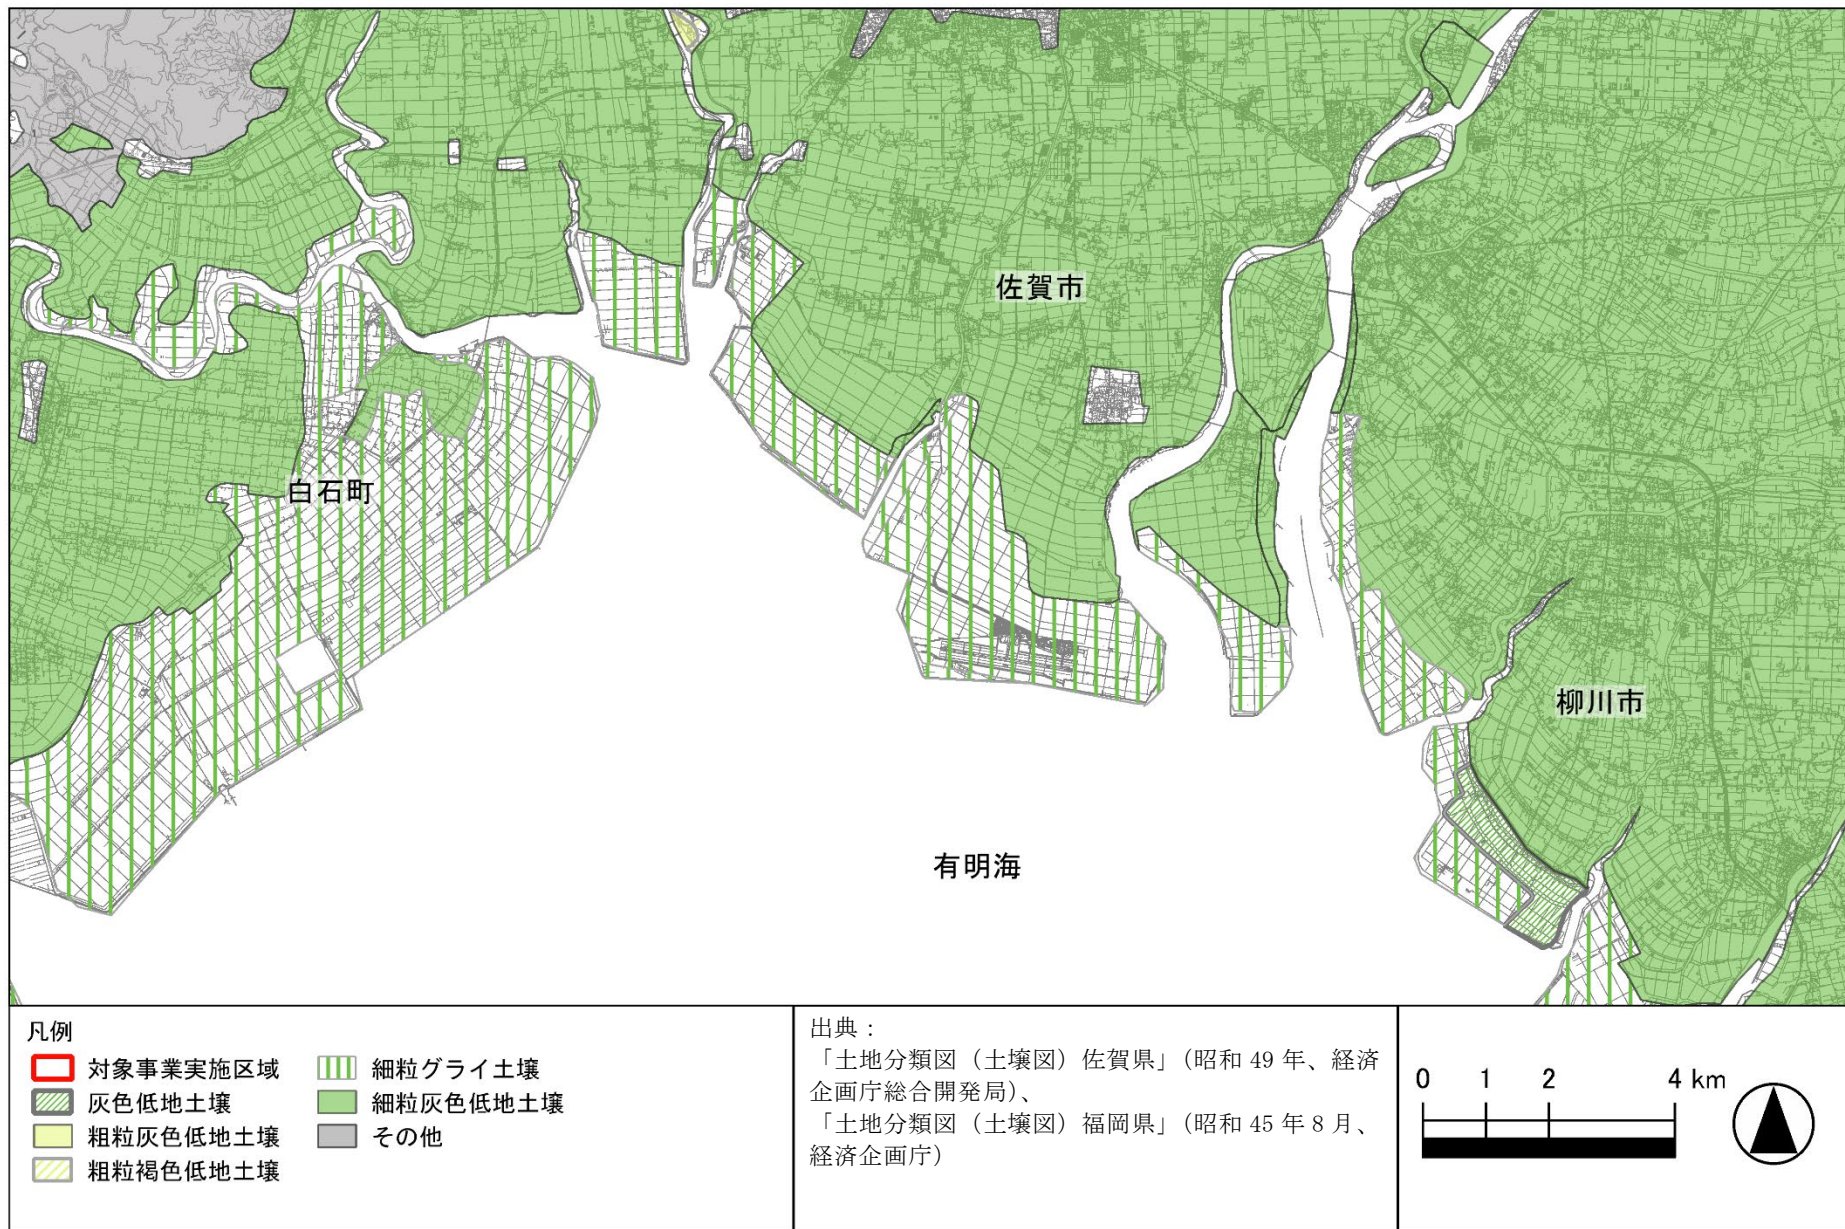 佐賀市
白石町
柳川市
有明海
凡例
対象事業実施区域
灰色低地土壌
粗粒灰色低地土壌
粗粒褐色低地土壌
細粒グライ土壌
細粒灰色低地土壌
その他
出典：
「土地分類図（土壌図）佐賀県」（昭和 49 年、経済
企画庁総合開発局）、
「土地分類図（土壌図）福岡県」（昭和 45 年 8 月、
経済企画庁）
0 1 2 4 km